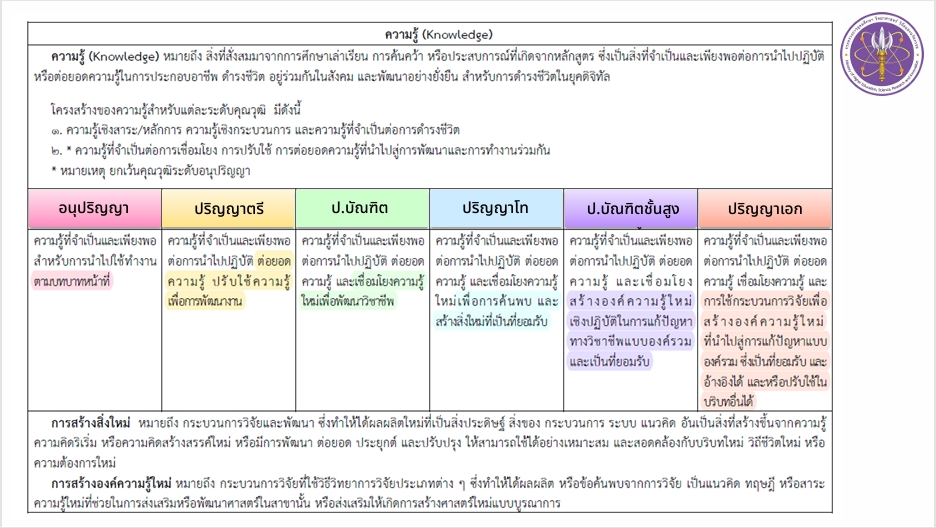 ความรู้ (Knowledge)
ความรู้ (Knowledge) หมายถึง สิ่งที่สั่งสมมาจากการศึกษาเล่าเรียน การค้นคว้า หรือประสบการณ์ที่เกิดจากหลักสูตร ซึ่งเป็นสิ่งที่จำเป็นและเพียงพอต่อการนำไปปฏิบัติ
หรือต่อยอดความรู้ในการประกอบอาชีพ ดำรงชีวิต อยู่ร่วมกันในสังคม และพัฒนาอย่างยั่งยืน สำหรับการดำรงชีวิตในยุคดิจิทัล
โครงสร้างของความรู้สำหรับแต่ละระดับคุณวุฒิ มีดังนี้
๑. ความรู้เชิงสาระ/หลักการ ความรู้เชิงกระบวนการ และความรู้ที่จำเป็นต่อการดำรงชีวิต
๒. * ความรู้ที่จำเป็นต่อการเชื่อมโยง การปรับใช้ การต่อยอดความรู้ที่นำไปสู่การพัฒนาและการทำงานร่วมกัน
* หมายเหตุ ยกเว้นคุณวุฒิระดับอนุปริญญา
อนุปริญญา
ความรู้ที่จำเป็นและเพียงพอ
สำหรับการนำไปใช้ทำงาน
ตามบทบาทหน้าที่
ปริญญาตรี
ความรู้ที่จำเป็นและเพียงพอ
ต่อการนำไปปฏิบัติ ต่อยอด
ความรู้ ปรับใช้ความรู้
เพื่อการพัฒนางาน
ป.บัณฑิต
ความรู้ที่จำเป็นและเพียงพอ
ต่อการนำไปปฏิบัติ ต่อยอด
ความรู้ และเชื่อมโยงความรู้
ใหม่เพื่อพัฒนาวิชาชีพ
ปริญญาโท
ความรู้ที่จำเป็นและเพียงพอ
ต่อการนำไปปฏิบัติ ต่อยอด
ความรู้ และเชื่อมโยงความรู้
ใหม่เพื่อการค้นพบ และ
สร้างสิ่งใหม่ที่เป็นที่ยอมรับ
ป.บัณฑิตชั้นสูง
ความรู้ที่จำเป็นและเพียงพอ
ต่อการนำไปปฏิบัติ ต่อยอด
ความรู้ และเชื่อมโยง
สร้างองค์ความรู้ใหม่
เชิงปฏิบัติในการแก้ปัญหา
ทางวิชาชีพแบบองค์รวม
และเป็นที่ยอมรับ
ปริญญาเอก
ความรู้ที่จำเป็นและเพียงพอ
ต่อการนำไปปฏิบัติ ต่อยอด
ความรู้ เชื่อมโยงความรู้ และ
การใช้กระบวนการวิจัยเพื่อ
สร้างองค์ความรู้ใหม่
ที่นำไปสู่การแก้ปัญหาแบบ
องค์รวม ซึ่งเป็นที่ยอมรับ และ
อ้างอิงได้ และหรือปรับใช้ใน
บริบทอื่นได้
การสร้างสิ่งใหม่ หมายถึง กระบวนการวิจัยและพัฒนา ซึ่งทำให้ได้ผลผลิตใหม่ที่เป็นสิ่งประดิษฐ์ สิ่งของ กระบวนการ ระบบ แนวคิด อันเป็นสิ่งที่สร้างขึ้นจากความรู้
ความคิดริเริ่ม หรือความคิดสร้างสรรค์ใหม่ หรือมีการพัฒนา ต่อยอด ประยุกต์ และปรับปรุง ให้สามารถใช้ได้อย่างเหมาะสม และสอดคล้องกับบริบทใหม่ วิถีชีวิตใหม่ หรือ
ความต้องการใหม่
การสร้างองค์ความรู้ใหม่ หมายถึง กระบวนการวิจัยที่ใช้วิธีวิทยาการวิจัยประเภทต่าง ๆ ซึ่งทำให้ได้ผลผลิต หรือข้อค้นพบจากการวิจัย เป็นแนวคิด ทฤษฎี หรือสาระ
ความรู้ใหม่ที่ช่วยในการส่งเสริมหรือพัฒนาศาสตร์ในสาขานั้น หรือส่งเสริมให้เกิดการสร้างศาสตร์ใหม่แบบบูรณาการ